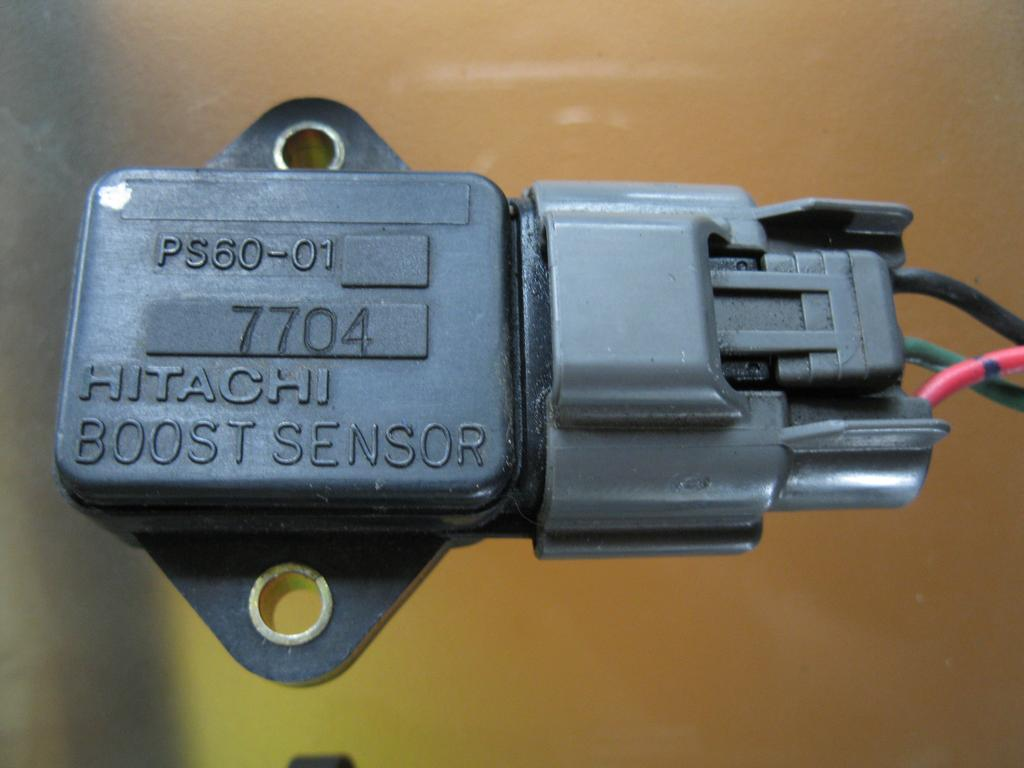 PS60-01
7704
HITACHI
BOOST SENSOR